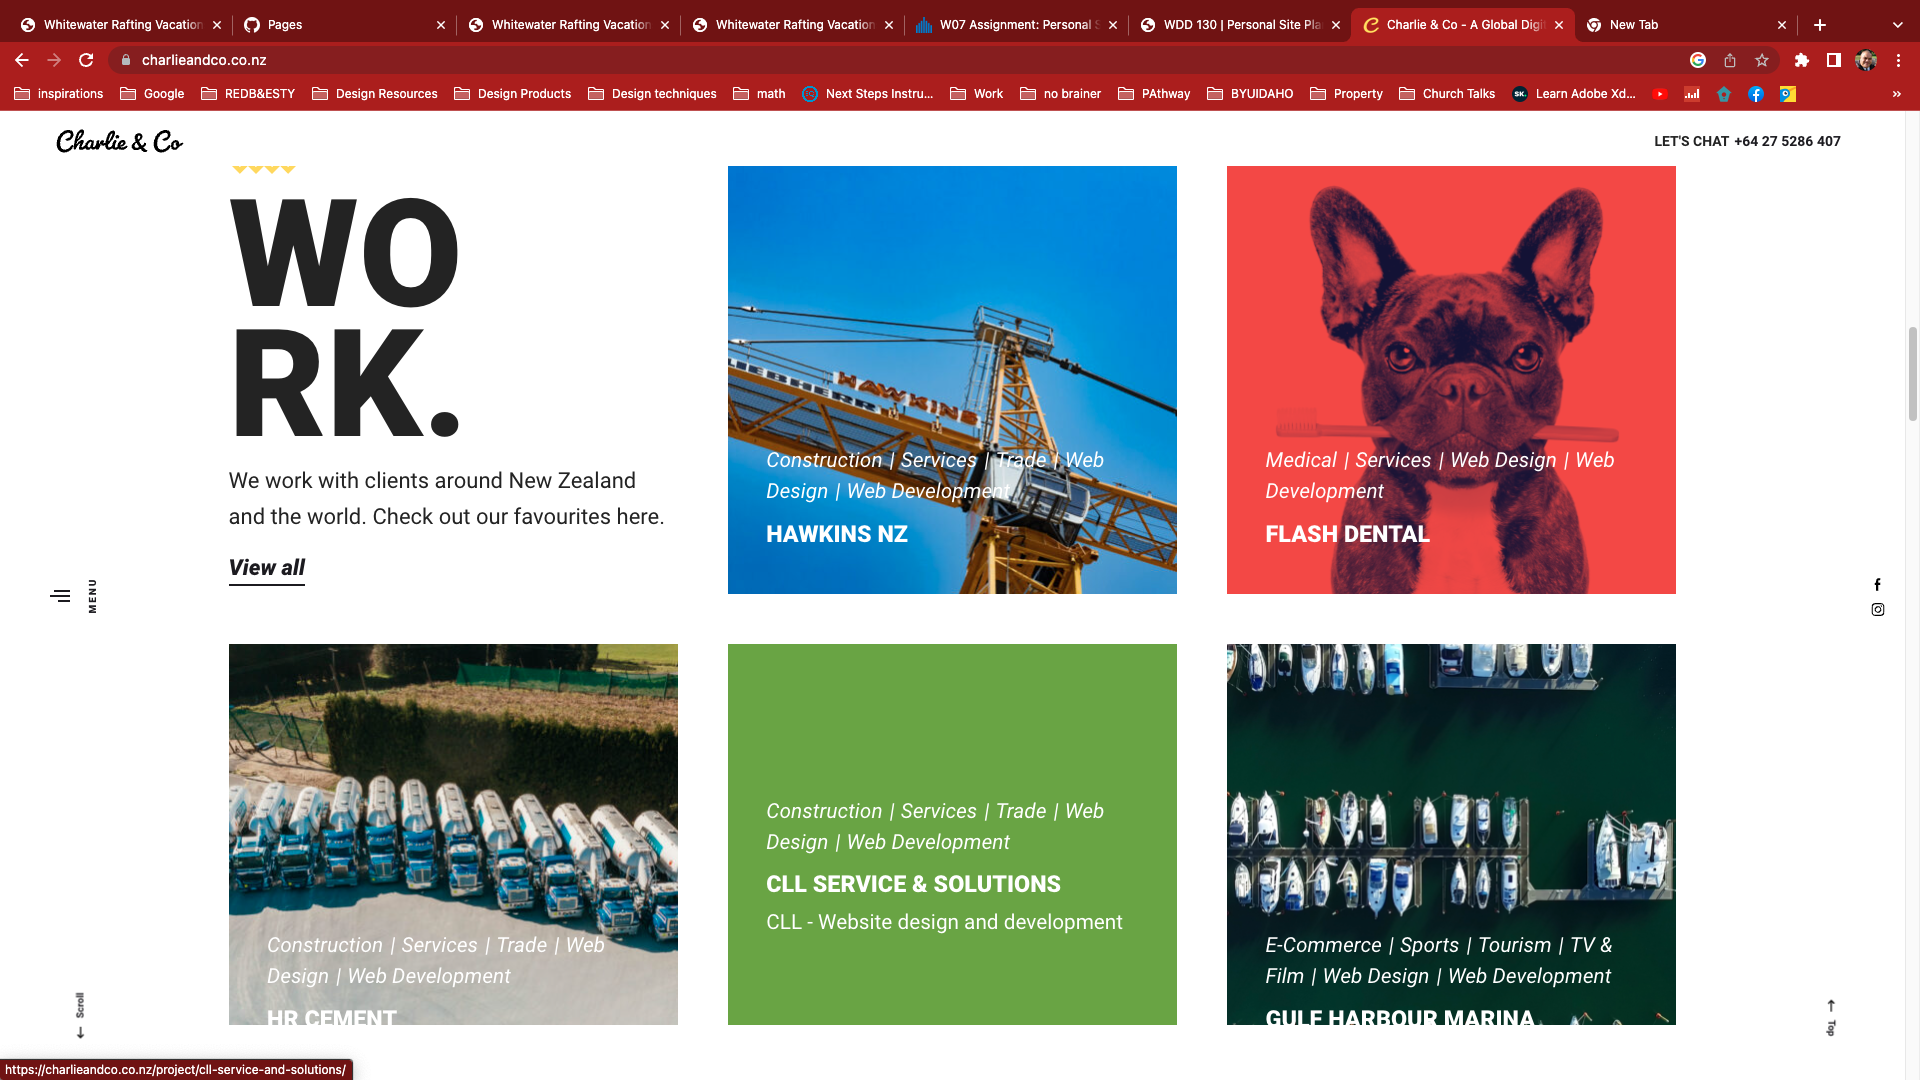 Whitewater Rafting Vacation
Pages
Whitewater Rafting Vacation
Whitewater Rafting Vacation
W07 Assignment: Personal S
WDD 130 | Personal Site Pla
Charlie & Co - A Global Digi
New Tab
charlieandco.co.nz
inspirations
Google
REDB&ESTY
Design Resources
Design Products
Design techniques
math
Next Steps Instru...
Work
no brainer
PAthway
BYUIDAHO
Property
Church Talks
SK.
Learn Adobe Xd...
»
Charlie & Co
LET'S CHAT +64 27 5286 407
WO
RK.
We work with clients around New Zealand
and the world. Check out our favourites here.
View all
LIEBHERR
HAWKINS
Construction | Services | Trade | Web
Design | Web Development
HAWKINS NZ
Medical | Services | Web Design | Web
Development
FLASH DENTAL
MENU
Construction | Services | Trade | Web
Design | Web Development
HR CEMENT
Construction | Services | Trade | Web
Design | Web Development
CLL SERVICE & SOLUTIONS
CLL - Website design and development
E-Commerce | Sports | Tourism | TV &
Film | Web Design | Web Development
GULF HARBOUR MARINA
Scroll
Top
https://charlieandco.co.nz/project/cll-service-and-solutions/